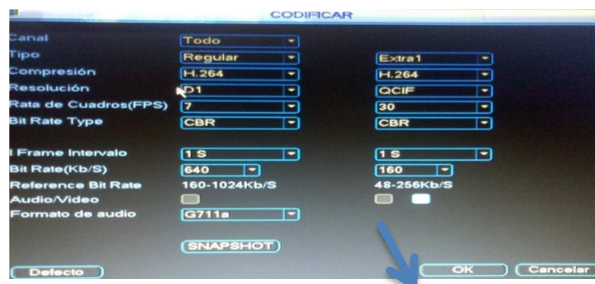 CODIFICAR
Canal Todo
Tipo Regular Extra1
Compresión H.264 H.264
Resolución D1 QCIF
Rata de Cuadros(FPS) 7 30
Bit Rate Type CBR CBR
I Frame Intervalo 1 S 1 S
Bit Rate(Kb/S) 640 160
Reference Bit Rate 160-1024Kb/S 48-256Kb/S
Audio/Video
Formato de audio G711a
SNAPSHOT
Defecto OK Cancelar